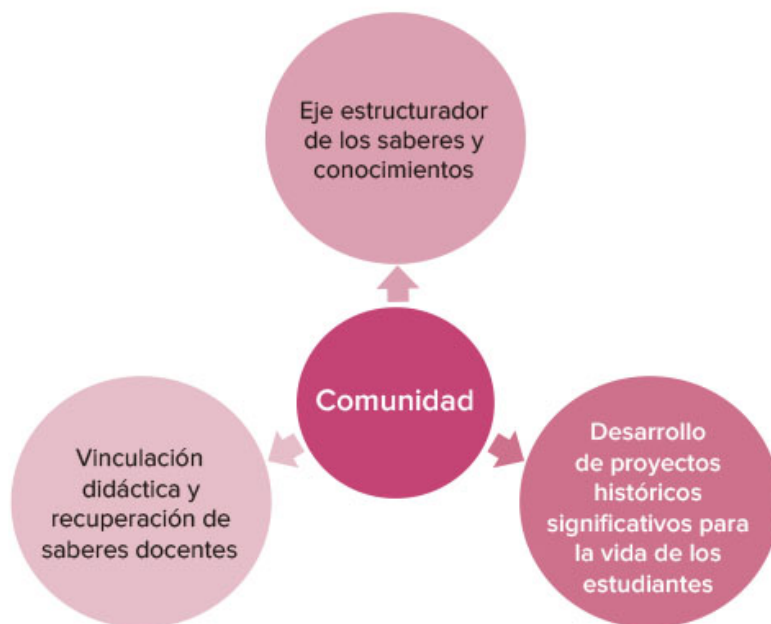 Eje estructurador
de los saberes y
conocimientos
Comunidad
Vinculación
didáctica y
recuperación de
saberes docentes
Desarrollo
de proyectos
históricos
significativos para
la vida de los
estudiantes